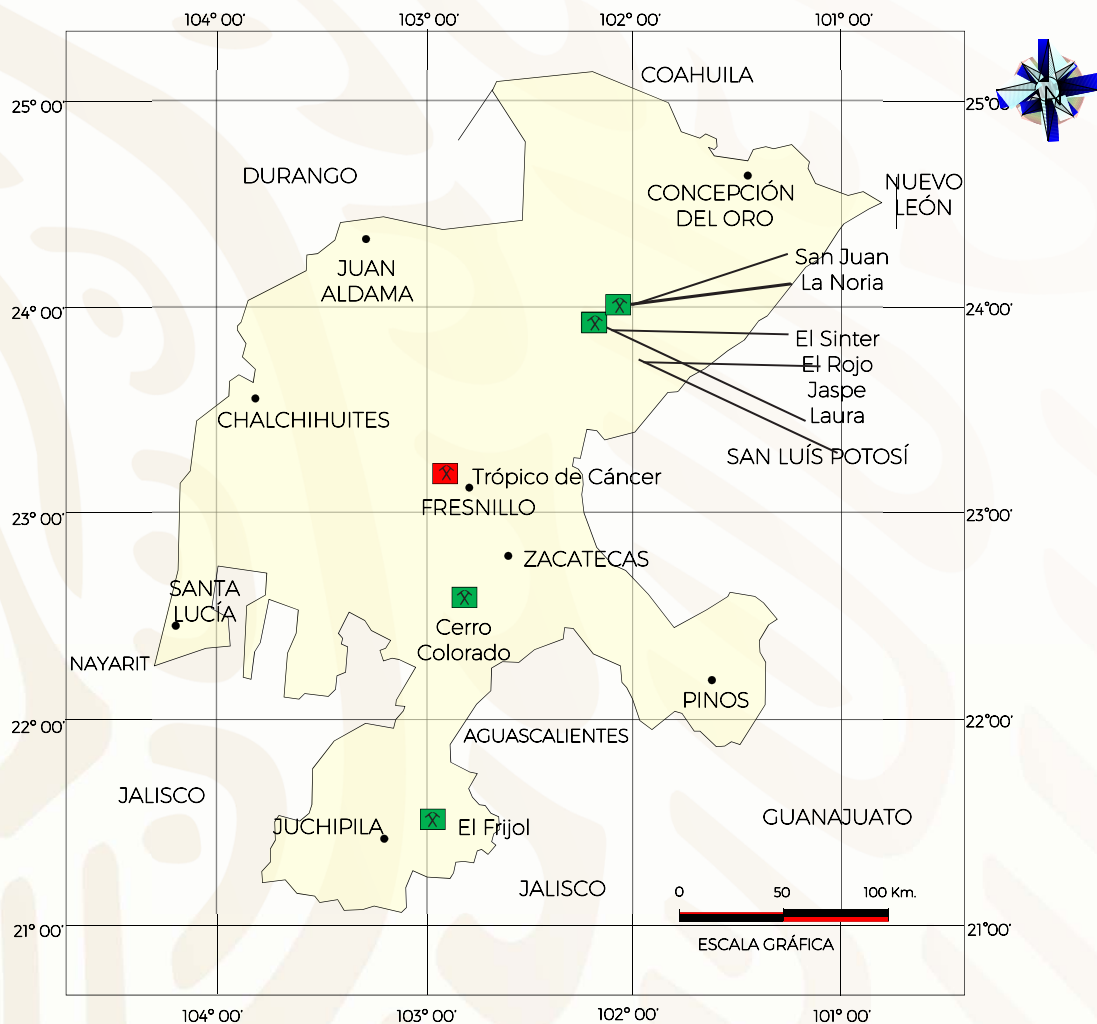 104° 00'
103° 00'
102° 00'
101° 00'
COAHUILA
25° 00'
25°00'
DURANGO
CONCEPCIÓN
DEL ORO
NUEVO
LEÓN
N
JUAN
ALDAMA
San Juan
La Noria
24° 00'
24°00'
El Sinter
El Rojo
Jaspe
Laura
CHALCHIHUITES
SAN LUÍS POTOSÍ
Trópico de Cáncer
FRESNILLO
23° 00'
23°00'
ZACATECAS
SANTA
LUCÍA
Cerro
Colorado
NAYARIT
PINOS
22° 00'
22°00'
AGUASCALIENTES
JALISCO
GUANAJUATO
JUCHIPILA
El Frijol
JALISCO
0
50
100 Km.
ESCALA GRÁFICA
21° 00'
21°00'
104° 00'
103° 00'
102° 00'
101° 00'